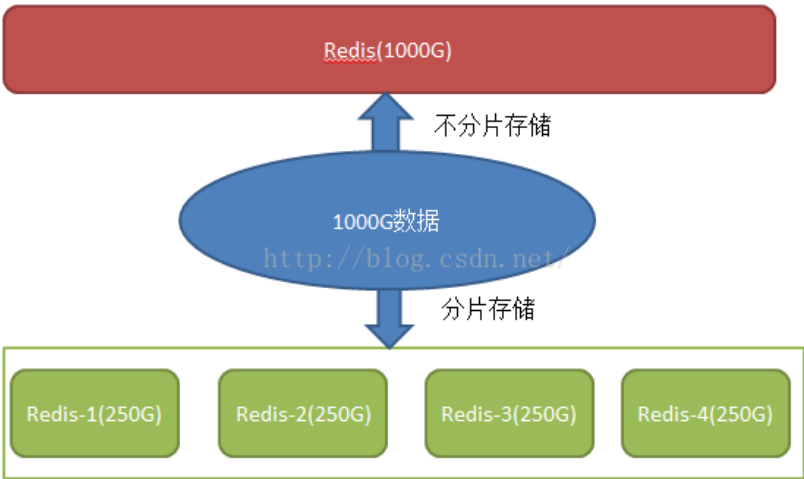 Redis(1000G)
不分片存储
1000G数据
http://blog.csdn.net/
分片存储
Redis-1(250G)
Redis-2(250G)
Redis-3(250G)
Redis-4(250G)